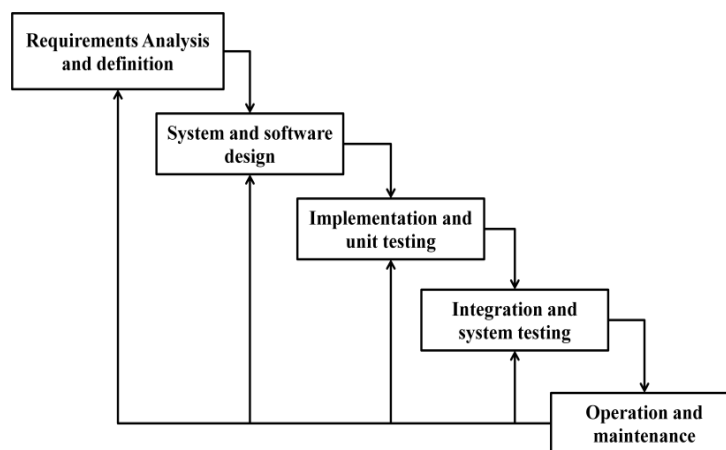 Requirements Analysis
and definition
System and software
design
Implementation and
unit testing
Integration and
system testing
Operation and
maintenance